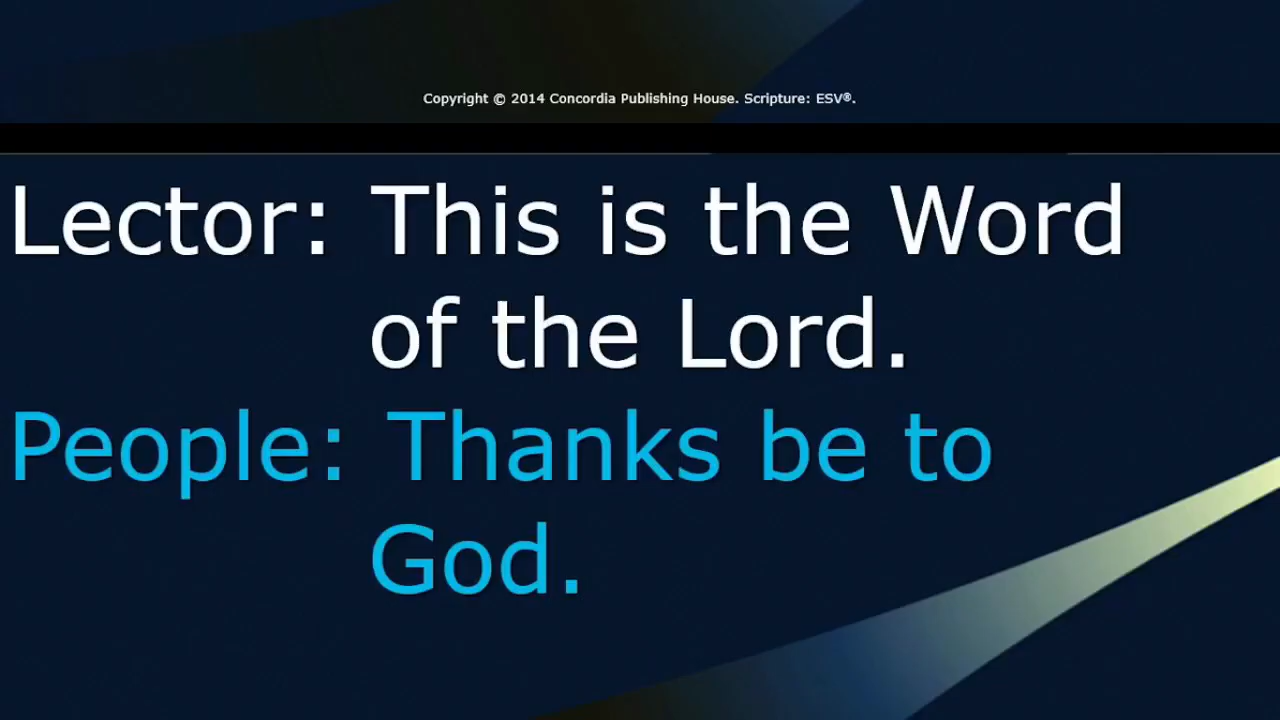 Copyright © 2014 Concordia Publishing House. Scripture: ESV®.
Lector: This is the Word
of the Lord.
People: Thanks be to
God.